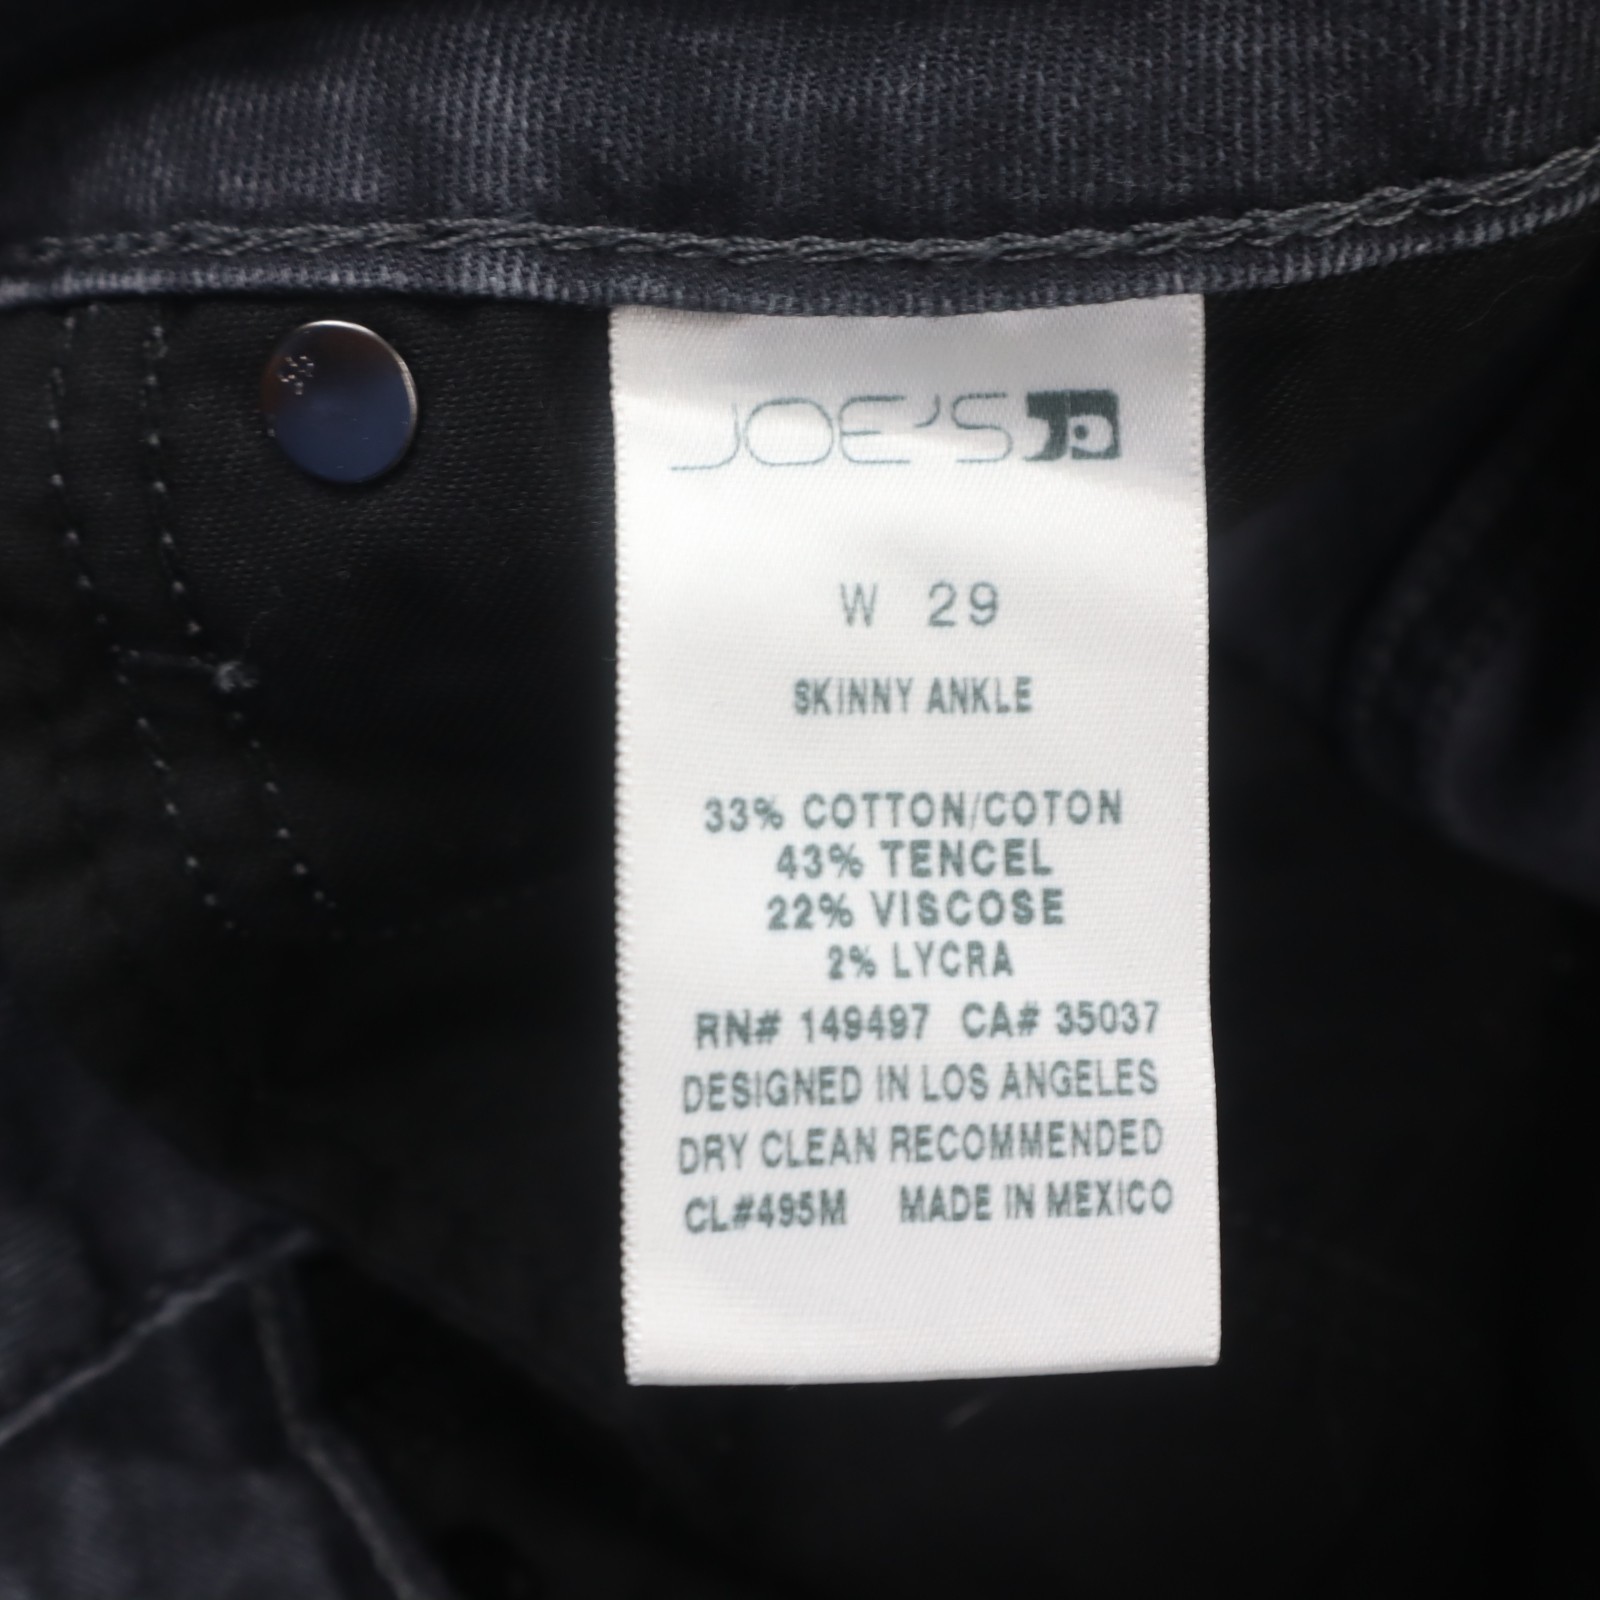 JOE'S
W 29
SKINNY ANKLE
33% COTTON/COTON
43% TENCEL
22% VISCOSE
2% LYCRA
RN# 149497 CA# 35037
DESIGNED IN LOS ANGELES
DRY CLEAN RECOMMENDED
CL#495M MADE IN MEXICO